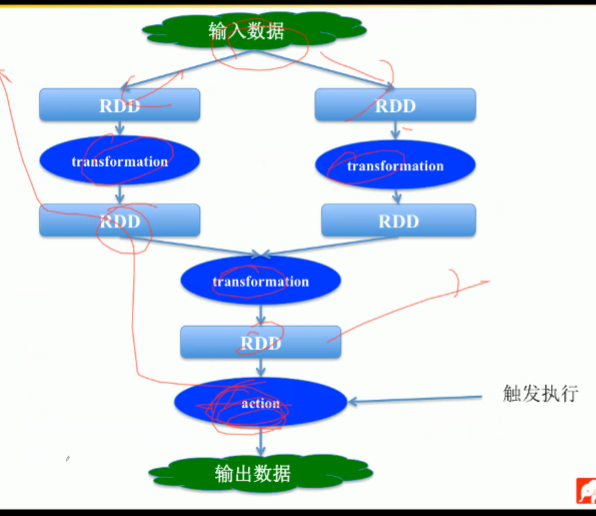 输入数据
RDD
RDD
transformation
transformation
RDD
RDD
transformation
RDD
action
触发执行
输出数据